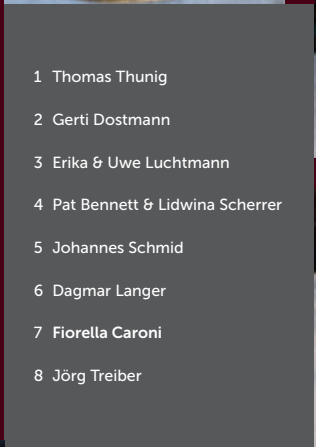 1 Thomas Thunig
2 Gerti Dostmann
3 Erika & Uwe Luchtmann
4 Pat Bennett & Lidwina Scherrer
5 Johannes Schmid
6 Dagmar Langer
7 Fiorella Caroni
8 Jörg Treiber